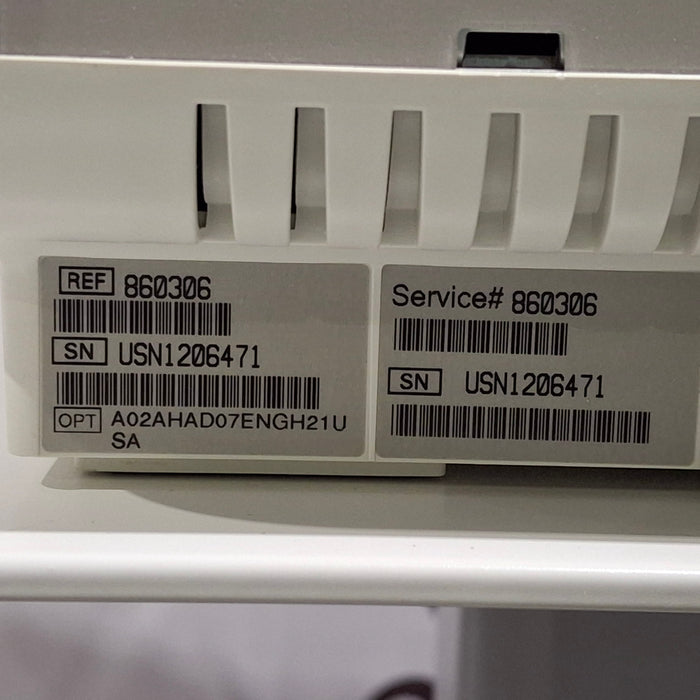 REF 860306
SN USN1206471
OPT A02AHAD07ENGH21U
SA
Service# 860306
SN USN1206471